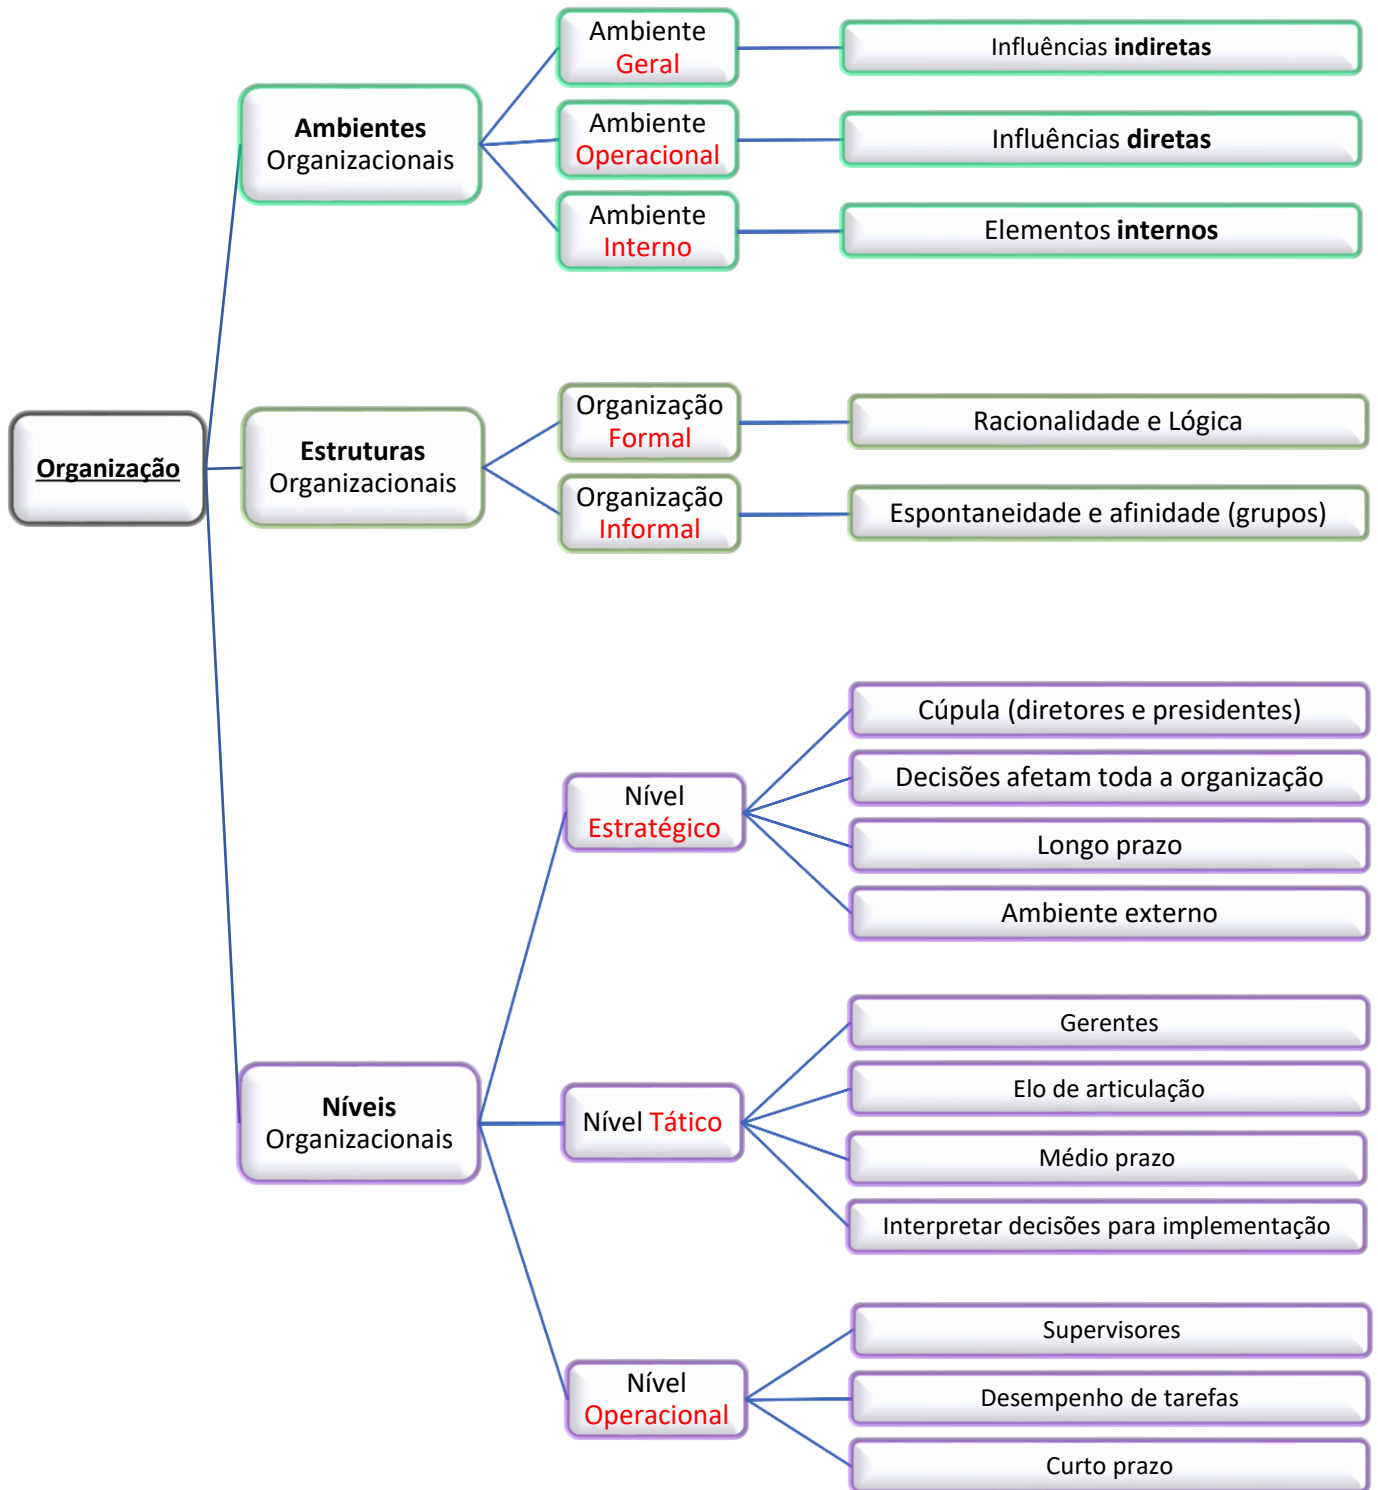 Organização
Ambientes
Organizacionais
Ambiente
Geral
Influências indiretas
Ambiente
Operacional
Influências diretas
Ambiente
Interno
Elementos internos
Estruturas
Organizacionais
Organização
Formal
Racionalidade e Lógica
Organização
Informal
Espontaneidade e afinidade (grupos)
Níveis
Organizacionais
Nível
Estratégico
Cúpula (diretores e presidentes)
Decisões afetam toda a organização
Longo prazo
Ambiente externo
Nível Tático
Gerentes
Elo de articulação
Médio prazo
Interpretar decisões para implementação
Nível
Operacional
Supervisores
Desempenho de tarefas
Curto prazo